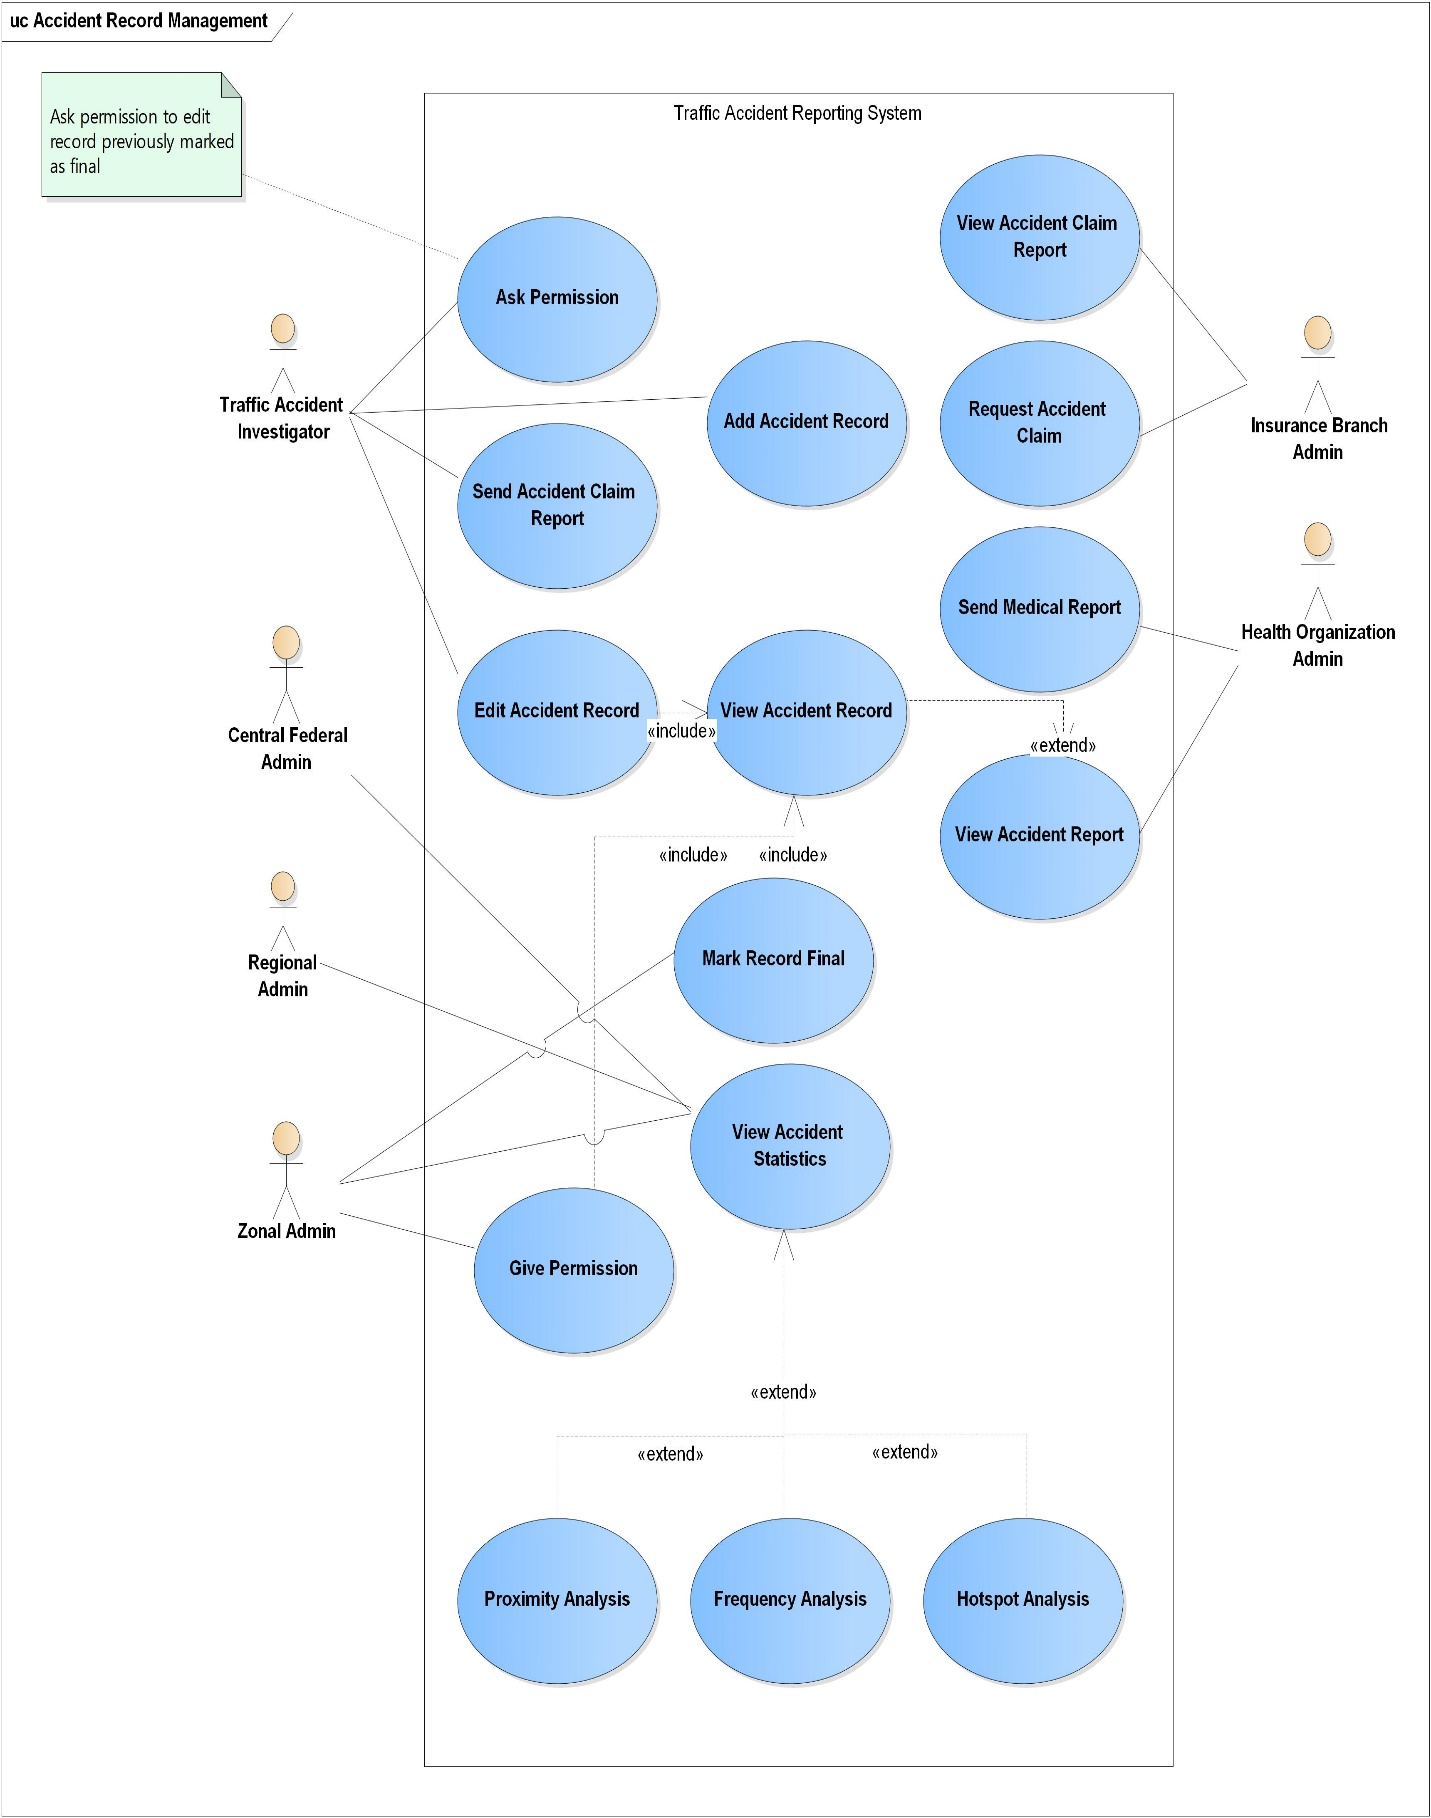 uc Accident Record Management
Ask permission to edit
record previously marked
as final
Traffic Accident Reporting System
View Accident Claim
Report
Ask Permission
Traffic Accident
Investigator
Add Accident Record
Request Accident
Claim
Insurance Branch
Admin
Send Accident Claim
Report
Send Medical Report
Health Organization
Admin
Central Federal
Admin
Edit Accident Record
«include»
View Accident Record
«extend»
View Accident Report
«include»
«include»
Regional
Admin
Mark Record Final
View Accident
Statistics
Zonal Admin
Give Permission
«extend»
«extend»
«extend»
Proximity Analysis
Frequency Analysis
Hotspot Analysis